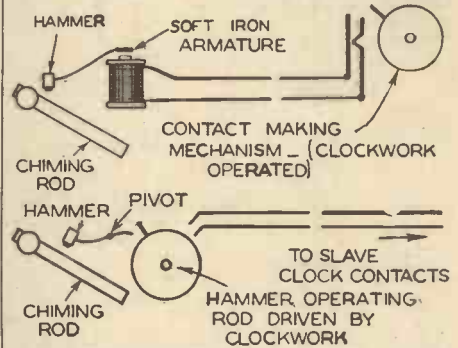 HAMMER
SOFT IRON
ARMATURE
CONTACT MAKING
MECHANISM – (CLOCKWORK
OPERATED)
CHIMING
ROD
HAMMER
PIVOT
TO SLAVE
CLOCK CONTACTS
HAMMER OPERATING
ROD DRIVEN BY
CLOCKWORK
CHIMING
ROD